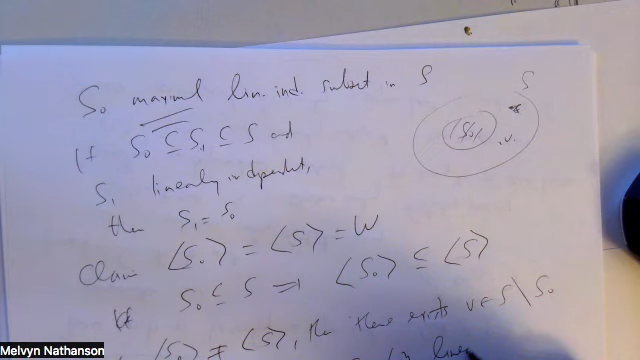 S₀ maximal lin. ind. subset in S
If S₀ ⊆ S₁ ⊆ S and
S₁ linearly independent,
then S₁ = S₀
S
S₀
v
Claim ⟨S₀⟩ = ⟨S⟩ = W
S₀ ⊆ S ⇒ ⟨S₀⟩ ⊆ ⟨S⟩
⟨S₀⟩ ≠ ⟨S⟩, then there exists v ∈ S \ S₀
Melvyn Nathanson